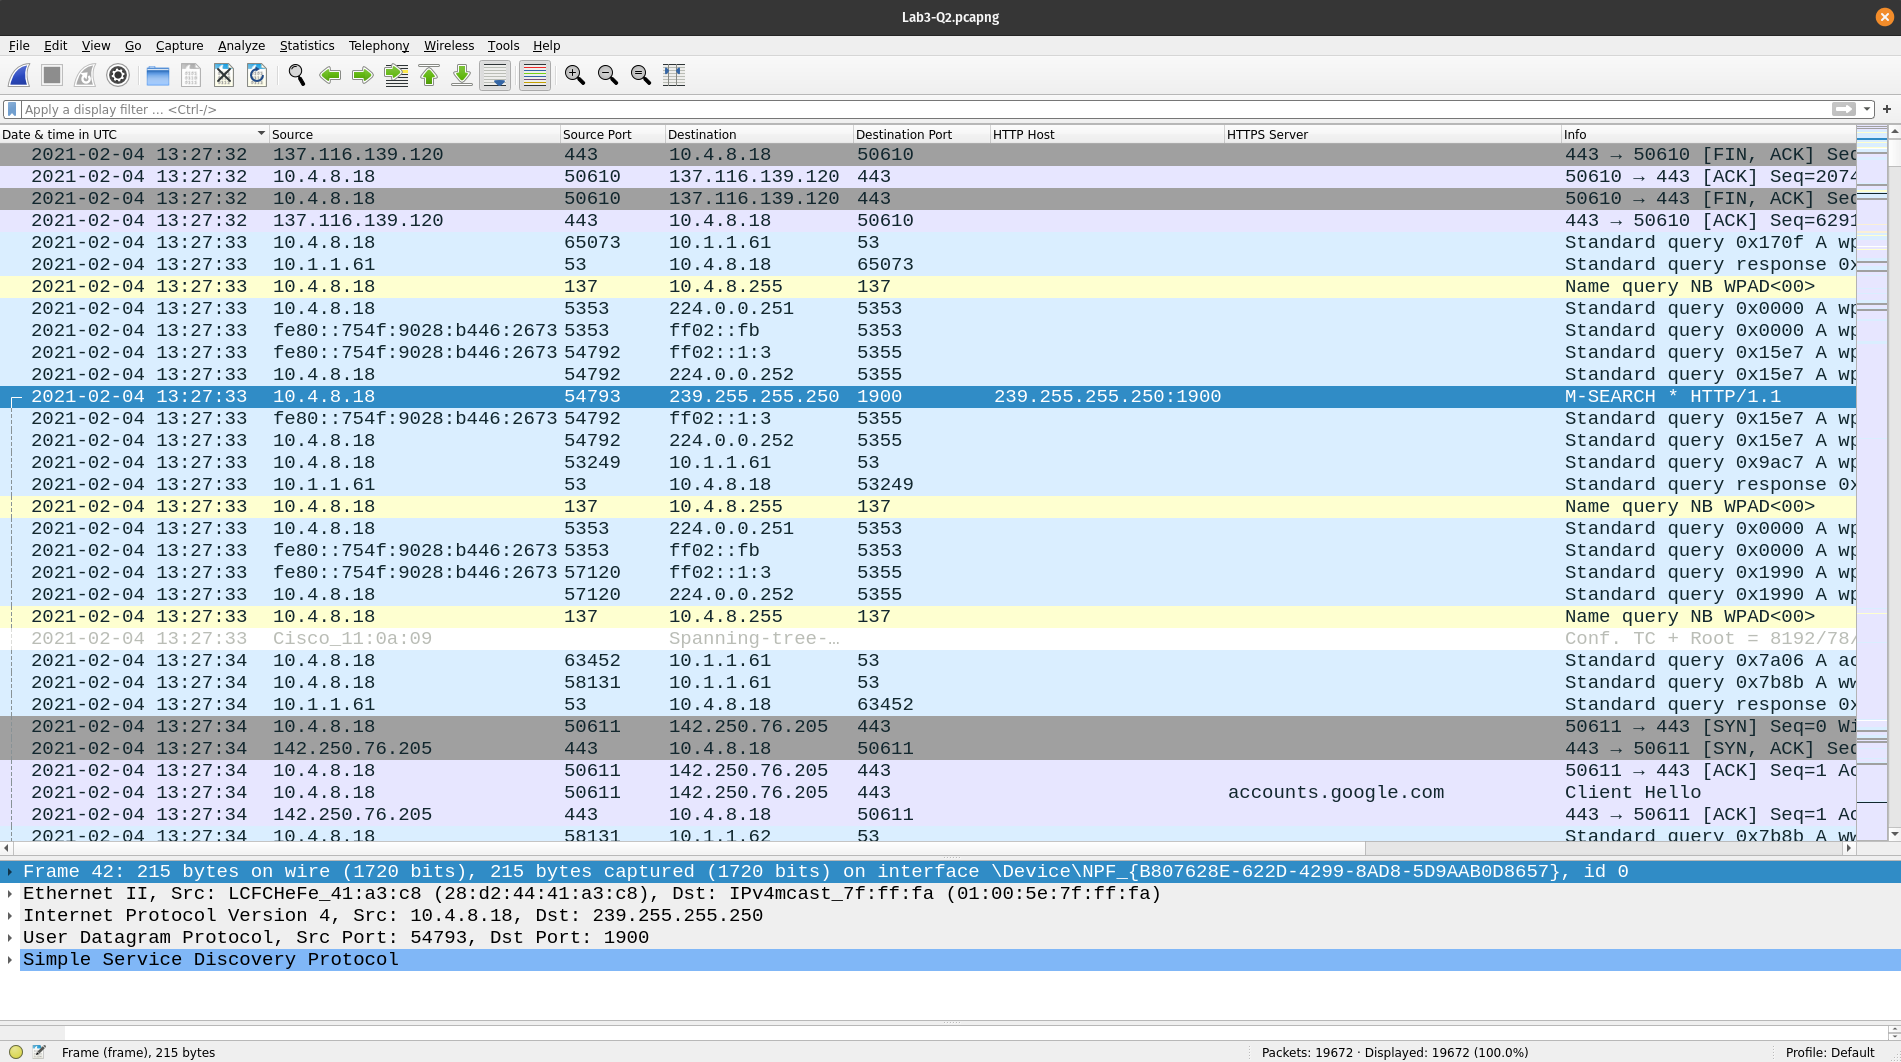 Lab3-Q2.pcapng
File Edit View Go Capture Analyze Statistics Telephony Wireless Tools Help
Apply a display filter ... <Ctrl-/>
Date & time in UTC Source Source Port Destination Destination Port HTTP Host HTTPS Server Info
2021-02-04 13:27:32 137.116.139.120 443 10.4.8.18 50610 443 → 50610 [FIN, ACK] Sec
2021-02-04 13:27:32 10.4.8.18 50610 137.116.139.120 443 50610 → 443 [ACK] Seq=2074
2021-02-04 13:27:32 10.4.8.18 50610 137.116.139.120 443 50610 → 443 [FIN, ACK] Sec
2021-02-04 13:27:32 137.116.139.120 443 10.4.8.18 50610 443 → 50610 [ACK] Seq=6291
2021-02-04 13:27:33 10.4.8.18 65073 10.1.1.61 53 Standard query 0x170f A wp
2021-02-04 13:27:33 10.1.1.61 53 10.4.8.18 65073 Standard query response 0x
2021-02-04 13:27:33 10.4.8.18 137 10.4.8.255 137 Name query NB WPAD<00>
2021-02-04 13:27:33 10.4.8.18 5353 224.0.0.251 5353 Standard query 0x0000 A wp
2021-02-04 13:27:33 fe80::754f:9028:b446:2673 5353 ff02::fb 5353 Standard query 0x0000 A wp
2021-02-04 13:27:33 fe80::754f:9028:b446:2673 54792 ff02::1:3 5355 Standard query 0x15e7 A wp
2021-02-04 13:27:33 10.4.8.18 54792 224.0.0.252 5355 Standard query 0x15e7 A wp
2021-02-04 13:27:33 10.4.8.18 54793 239.255.255.250 1900 239.255.255.250:1900 M-SEARCH * HTTP/1.1
2021-02-04 13:27:33 fe80::754f:9028:b446:2673 54792 ff02::1:3 5355 Standard query 0x15e7 A wp
2021-02-04 13:27:33 10.4.8.18 54792 224.0.0.252 5355 Standard query 0x15e7 A wp
2021-02-04 13:27:33 10.4.8.18 53249 10.1.1.61 53 Standard query 0x9ac7 A wp
2021-02-04 13:27:33 10.1.1.61 53 10.4.8.18 53249 Standard query response 0x
2021-02-04 13:27:33 10.4.8.18 137 10.4.8.255 137 Name query NB WPAD<00>
2021-02-04 13:27:33 10.4.8.18 5353 224.0.0.251 5353 Standard query 0x0000 A wp
2021-02-04 13:27:33 fe80::754f:9028:b446:2673 5353 ff02::fb 5353 Standard query 0x0000 A wp
2021-02-04 13:27:33 fe80::754f:9028:b446:2673 57120 ff02::1:3 5355 Standard query 0x1990 A wp
2021-02-04 13:27:33 10.4.8.18 57120 224.0.0.252 5355 Standard query 0x1990 A wp
2021-02-04 13:27:33 10.4.8.18 137 10.4.8.255 137 Name query NB WPAD<00>
2021-02-04 13:27:33 Cisco_11:0a:09 Spanning-tree-… Conf. TC + Root = 8192/78/
2021-02-04 13:27:34 10.4.8.18 63452 10.1.1.61 53 Standard query 0x7a06 A ac
2021-02-04 13:27:34 10.4.8.18 58131 10.1.1.61 53 Standard query 0x7b8b A ww
2021-02-04 13:27:34 10.1.1.61 53 10.4.8.18 63452 Standard query response 0x
2021-02-04 13:27:34 10.4.8.18 50611 142.250.76.205 443 50611 → 443 [SYN] Seq=0 Wi
2021-02-04 13:27:34 142.250.76.205 443 10.4.8.18 50611 443 → 50611 [SYN, ACK] Sec
2021-02-04 13:27:34 10.4.8.18 50611 142.250.76.205 443 50611 → 443 [ACK] Seq=1 Ac
2021-02-04 13:27:34 10.4.8.18 50611 142.250.76.205 443 accounts.google.com Client Hello
2021-02-04 13:27:34 142.250.76.205 443 10.4.8.18 50611 443 → 50611 [ACK] Seq=1 Ac
2021-02-04 13:27:34 10.4.8.18 58131 10.1.1.62 53 Standard query 0x7b8b A ww
Frame 42: 215 bytes on wire (1720 bits), 215 bytes captured (1720 bits) on interface \Device\NPF_{B807628E-622D-4299-8AD8-5D9AAB0D8657}, id 0
Ethernet II, Src: LCFCHeFe_41:a3:c8 (28:d2:44:41:a3:c8), Dst: IPv4mcast_7f:ff:fa (01:00:5e:7f:ff:fa)
Internet Protocol Version 4, Src: 10.4.8.18, Dst: 239.255.255.250
User Datagram Protocol, Src Port: 54793, Dst Port: 1900
Simple Service Discovery Protocol
Frame (frame), 215 bytes Packets: 19672 · Displayed: 19672 (100.0%) Profile: Default